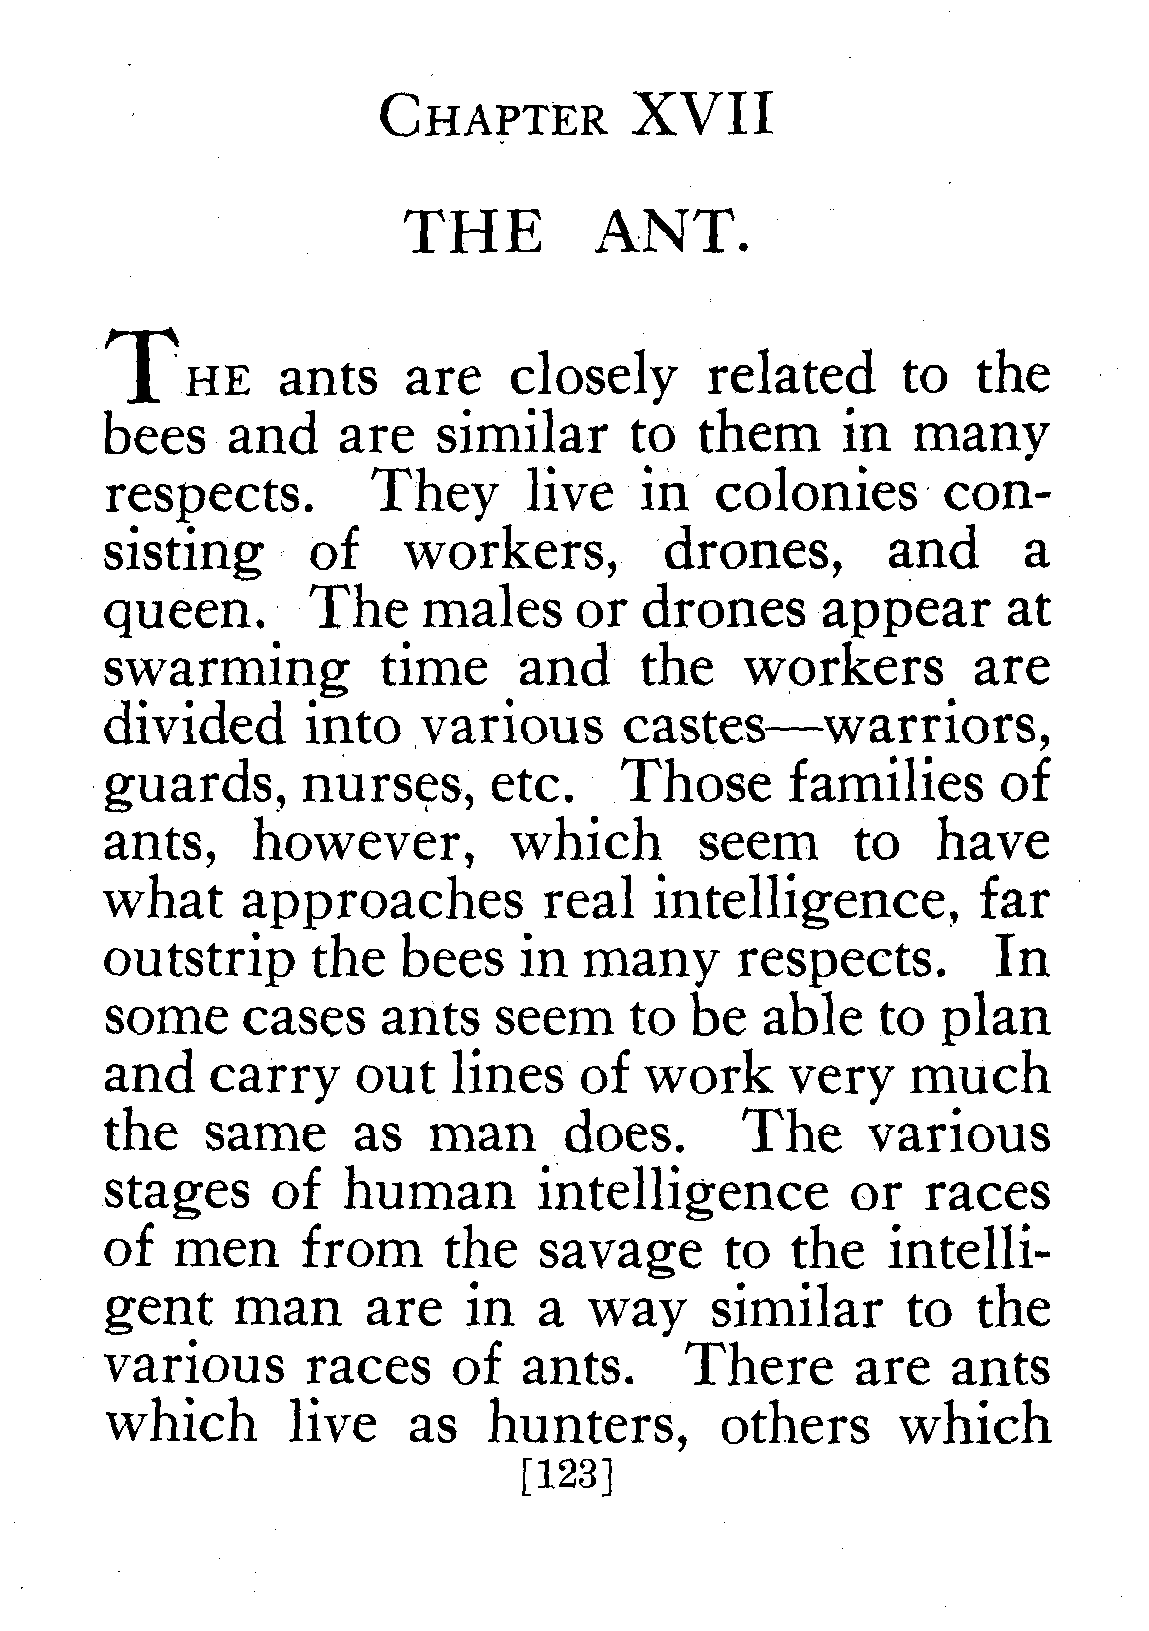 CHAPTER XVII
THE ANT.
THE ants are closely related to the
bees and are similar to them in many
respects. They live in colonies con-
sisting of workers, drones, and a
queen. The males or drones appear at
swarming time and the workers are
divided into various castes—warriors,
guards, nurses, etc. Those families of
ants, however, which seem to have
what approaches real intelligence, far
outstrip the bees in many respects. In
some cases ants seem to be able to plan
and carry out lines of work very much
the same as man does. The various
stages of human intelligence or races
of men from the savage to the intelli-
gent man are in a way similar to the
various races of ants. There are ants
which live as hunters, others which
[123]